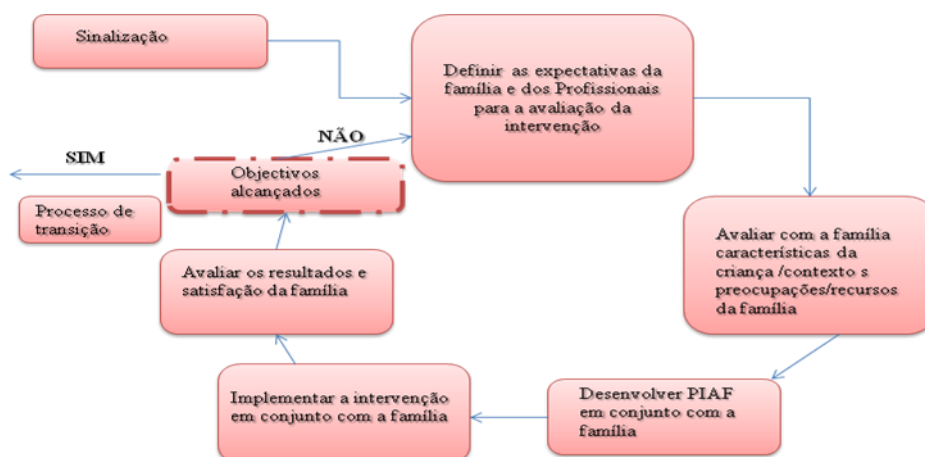 Sinalização
Definir as expectativas da
família e dos Profissionais
para a avaliação da
intervenção
NÃO
SIM
Objectivos
alcançados
Processo de
transição
Avaliar com a família
características da
criança /contexto s
preocupações/recursos
da família
Avaliar os resultados e
satisfação da família
Implementar a intervenção
em conjunto com a família
Desenvolver PIAF
em conjunto com a
família